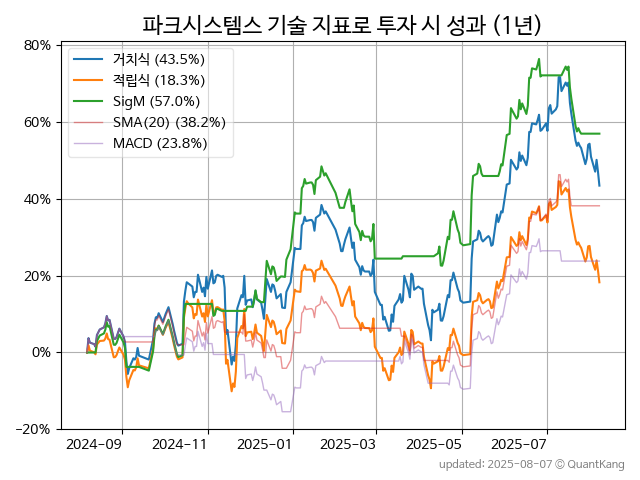 파크시스템스 기술 지표로 투자 시 성과 (1년)
80%
60%
40%
20%
0%
−20%
거치식 (43.5%)
적립식 (18.3%)
SigM (57.0%)
SMA(20) (38.2%)
MACD (23.8%)
2024-09 2024-11 2025-01 2025-03 2025-05 2025-07
updated: 2025-08-07 © QuantKang